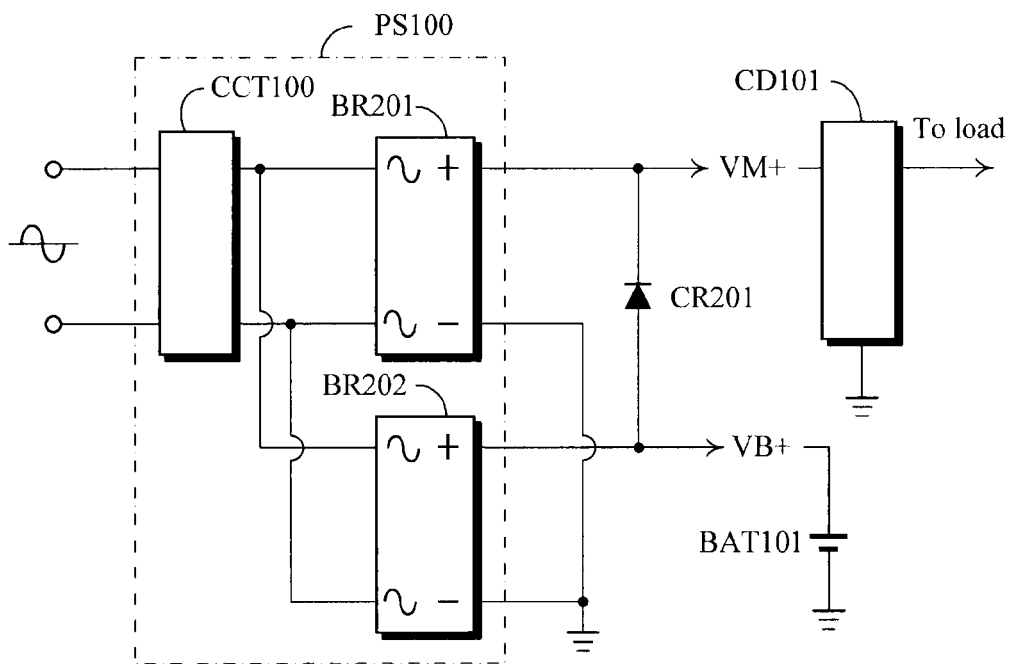 PS100
CCT100
BR201
CD101
To load
+
VM+
−
CR201
BR202
+
VB+
BAT101
−